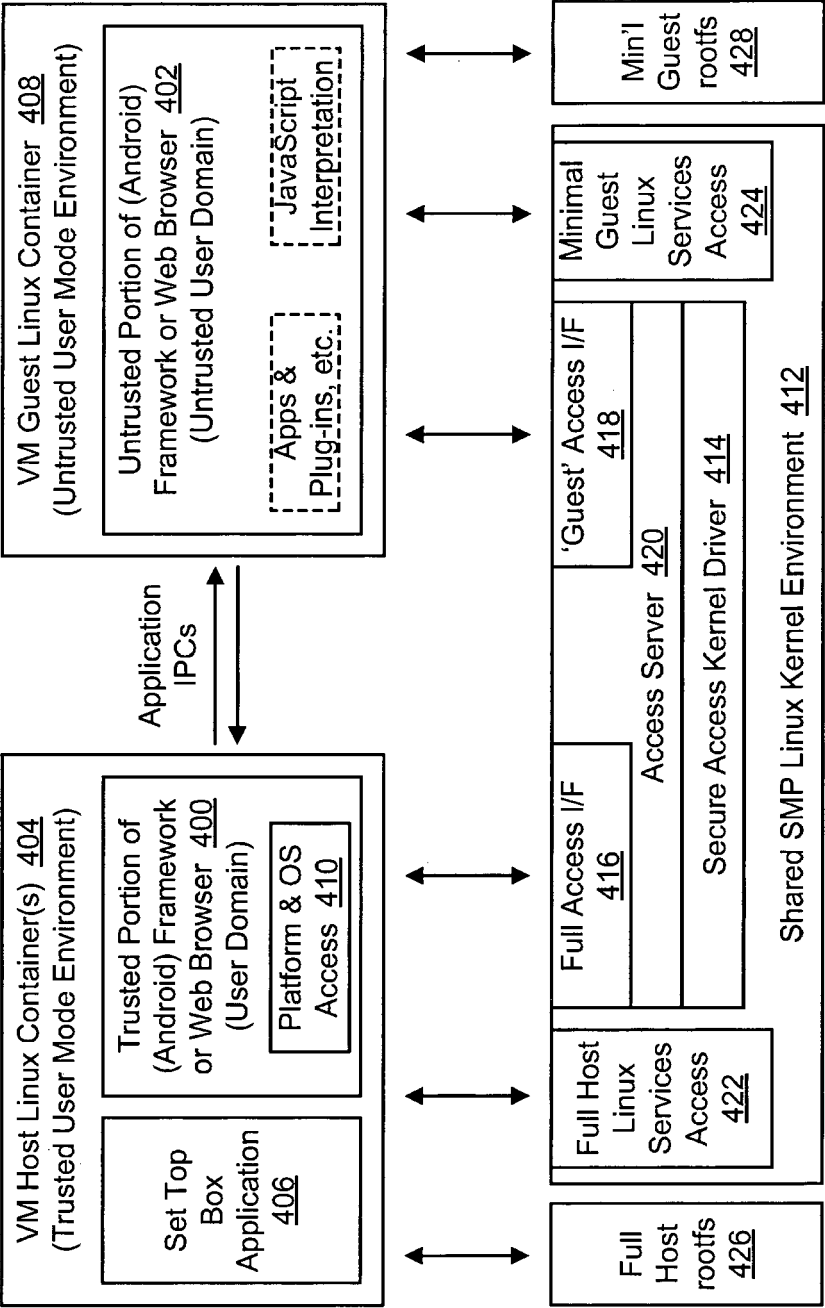 VM Host Linux Container(s) 404
(Trusted User Mode Environment)
Set Top
Box
Application
406
Trusted Portion of
(Android) Framework
or Web Browser 400
(User Domain)
Platform & OS
Access 410
Application
IPCs
VM Guest Linux Container 408
(Untrusted User Mode Environment)
Untrusted Portion of (Android)
Framework or Web Browser 402
(Untrusted User Domain)
Apps &
Plug-ins, etc.
JavaScript
Interpretation
Full
Host
rootfs
426
Full Host
Linux
Services
Access
422
Full Access I/F
416
'Guest' Access I/F
418
Access Server 420
Secure Access Kernel Driver 414
Minimal
Guest
Linux
Services
Access
424
Shared SMP Linux Kernel Environment 412
Min'l
Guest
rootfs
428